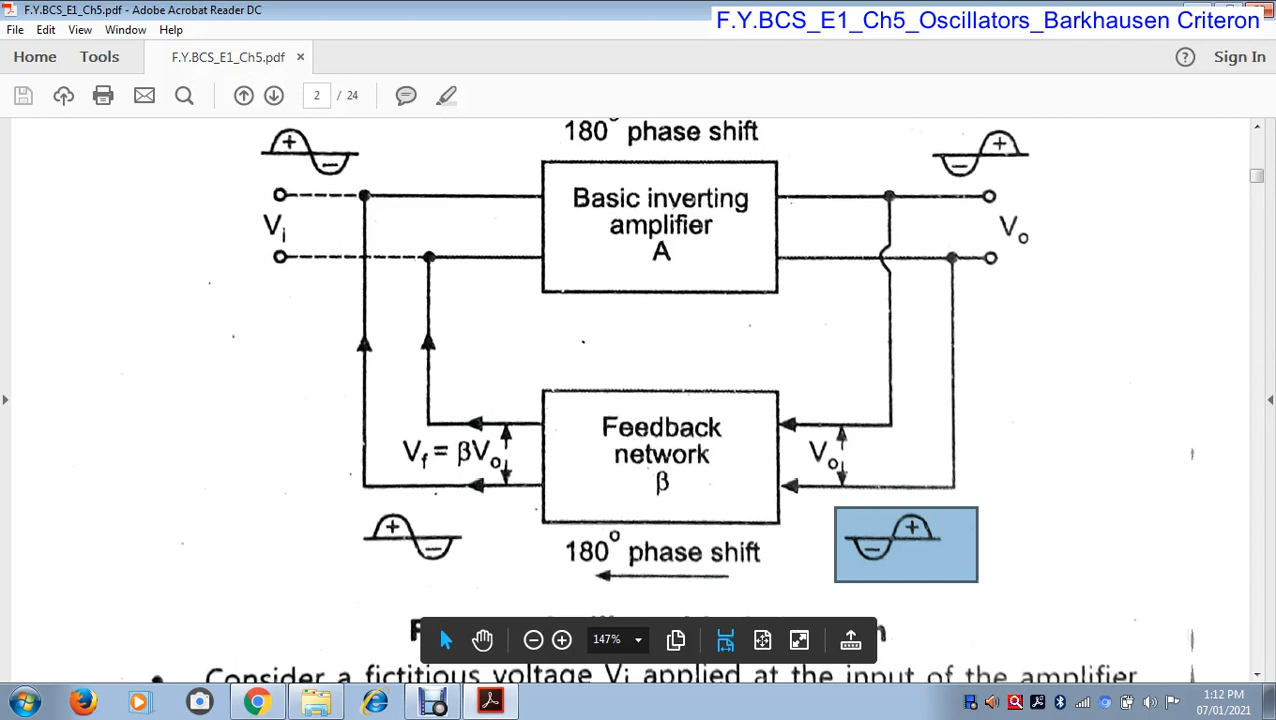 F.Y.BCS_E1_Ch5.pdf - Adobe Acrobat Reader DC
F.Y.BCS_E1_Ch5_Oscillators_Barkhausen Criteron
File Edit View Window Help
Home Tools F.Y.BCS_E1_Ch5.pdf × ? Sign In
2 / 24
180° phase shift
+ − − +
Basic inverting
amplifier
A
Vi
Vo
Feedback
network
β
Vf = βVo
Vo
+ − − +
180° phase shift
147%
Consider a fictitious voltage Vi applied at the input of the amplifier
1:12 PM
07/01/2021